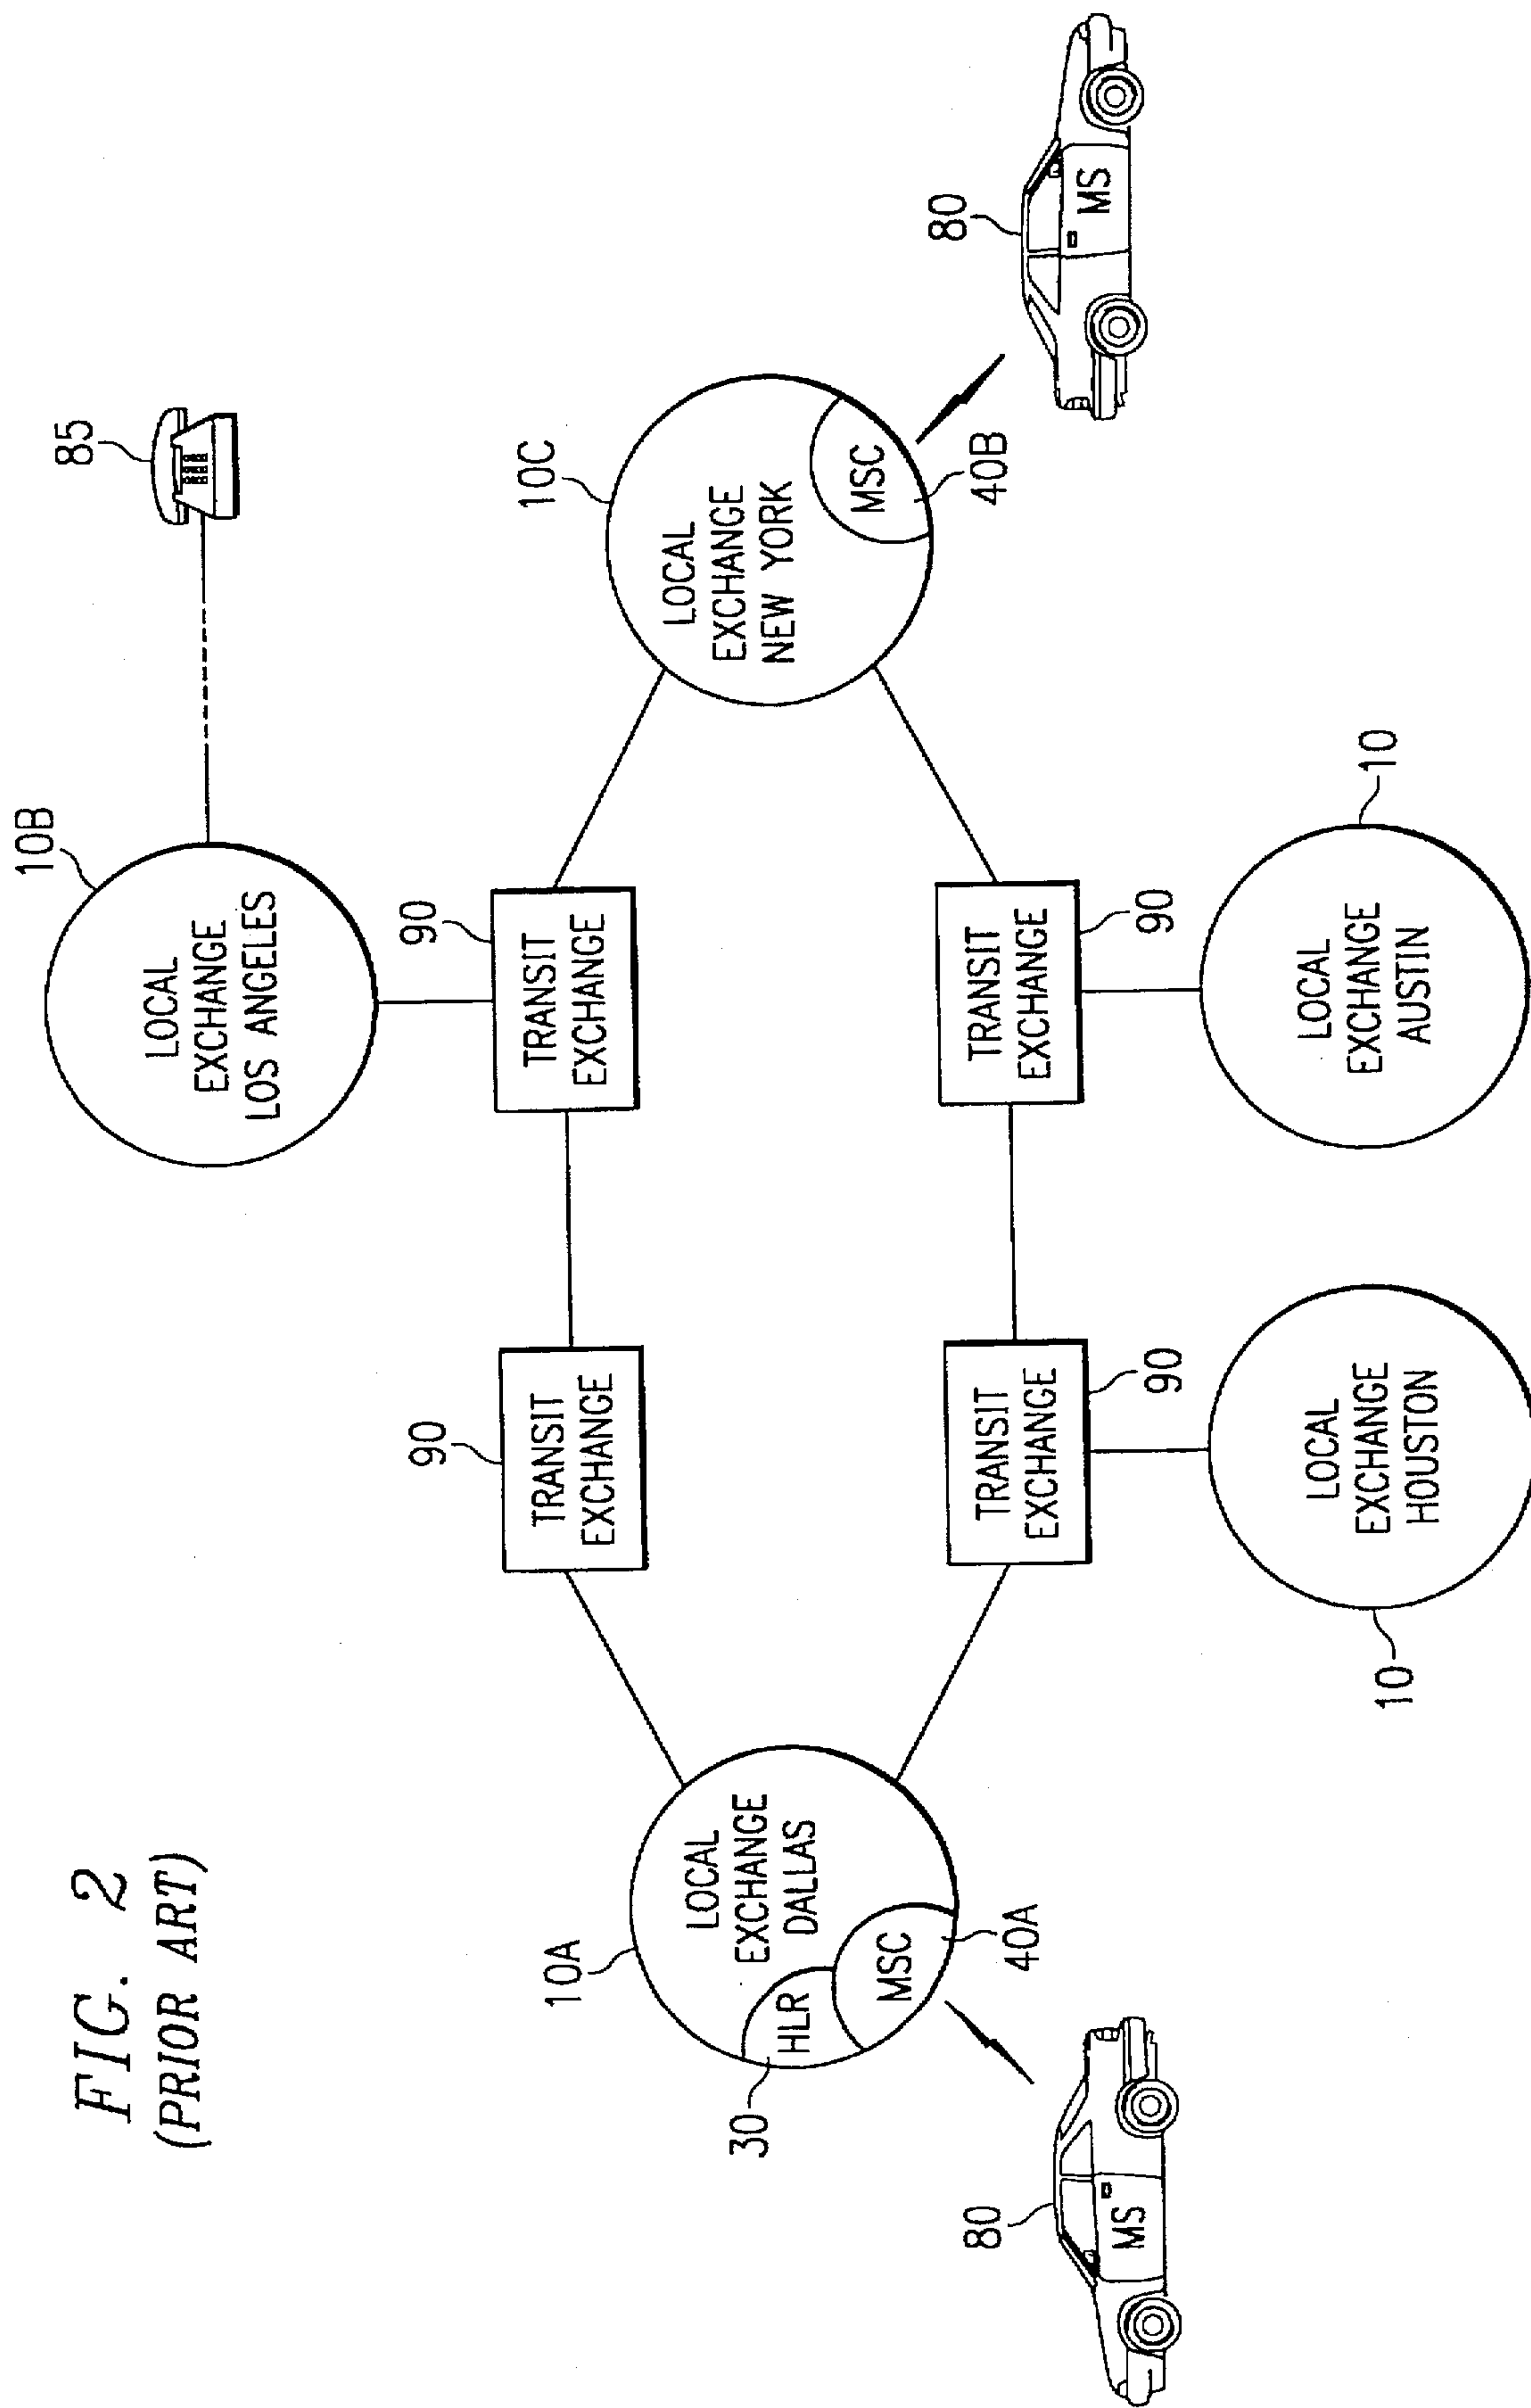 FIG. 2
(PRIOR ART)
10B
LOCAL
EXCHANGE
LOS ANGELES
85
90
TRANSIT
EXCHANGE
90
TRANSIT
EXCHANGE
10A
LOCAL
EXCHANGE
DALLAS
30
HLR
MSC
40A
10C
LOCAL
EXCHANGE
NEW YORK
MSC
40B
80
MS
80
MS
TRANSIT
EXCHANGE
90
TRANSIT
EXCHANGE
90
10
LOCAL
EXCHANGE
HOUSTON
LOCAL
EXCHANGE
AUSTIN
10